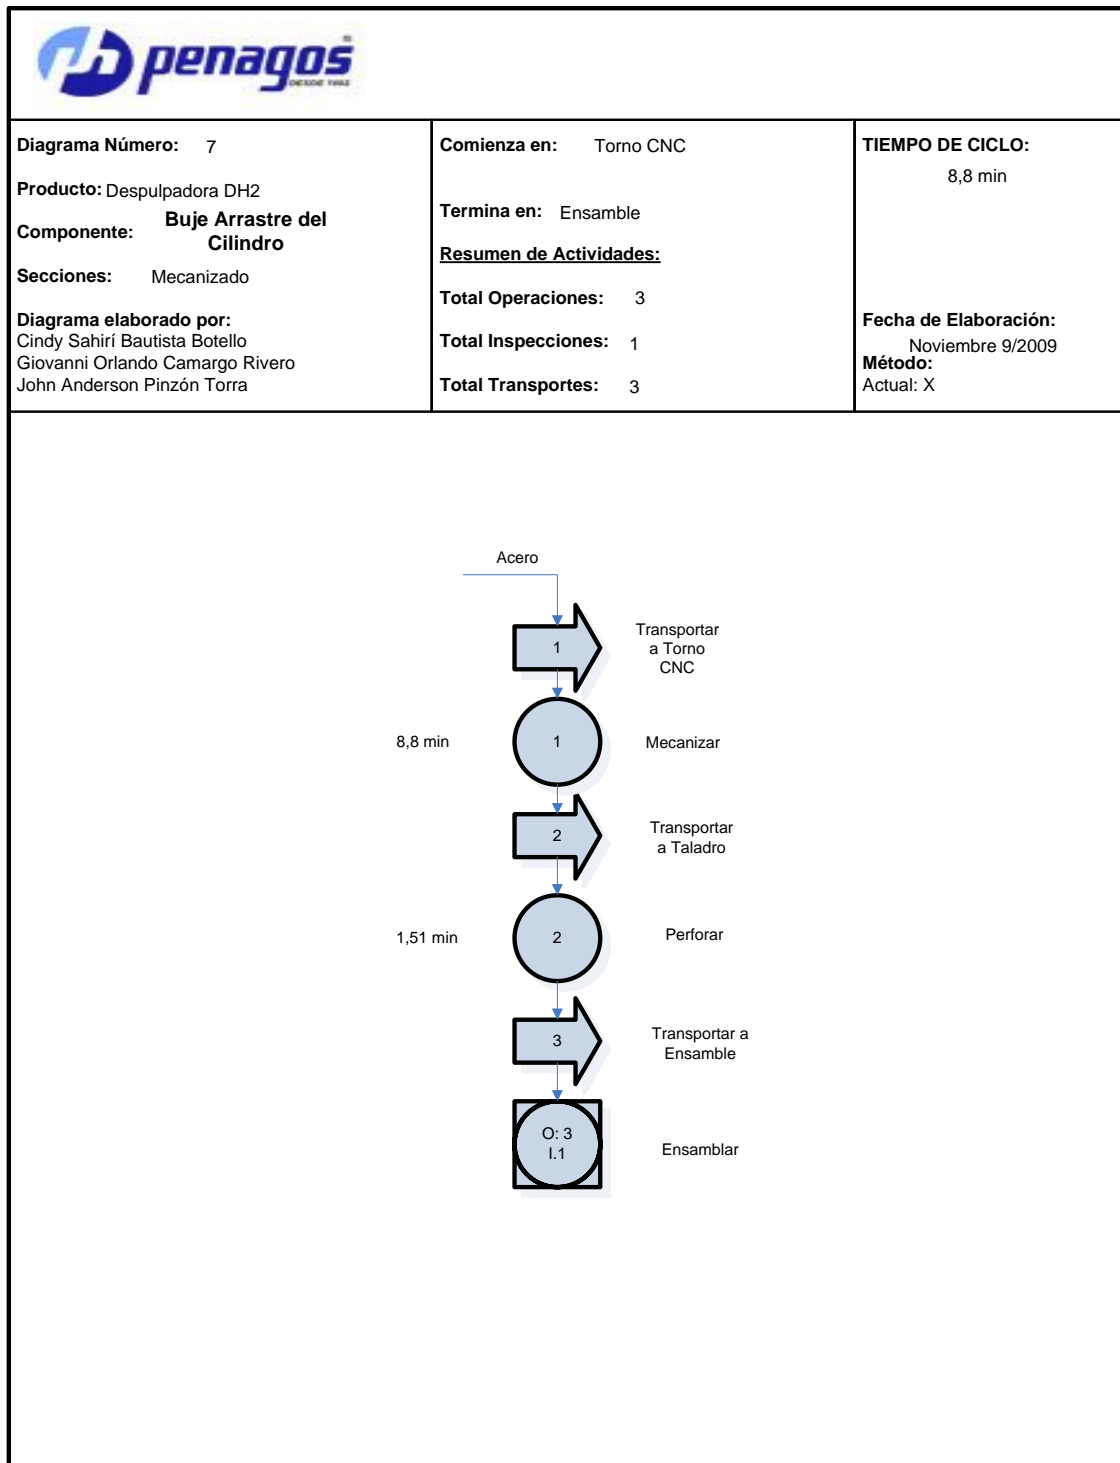 penagos
DESDE 1892
Diagrama Número: 7
Producto: Despulpadora DH2
Componente: Buje Arrastre del
Cilindro
Secciones: Mecanizado
Diagrama elaborado por:
Cindy Sahirí Bautista Botello
Giovanni Orlando Camargo Rivero
John Anderson Pinzón Torra
Comienza en: Torno CNC
Termina en: Ensamble
Resumen de Actividades:
Total Operaciones: 3
Total Inspecciones: 1
Total Transportes: 3
TIEMPO DE CICLO:
8,8 min
Fecha de Elaboración:
Noviembre 9/2009
Método:
Actual: X
Acero
1
Transportar
a Torno
CNC
8,8 min
1
Mecanizar
2
Transportar
a Taladro
1,51 min
2
Perforar
3
Transportar a
Ensamble
O: 3
I.1
Ensamblar